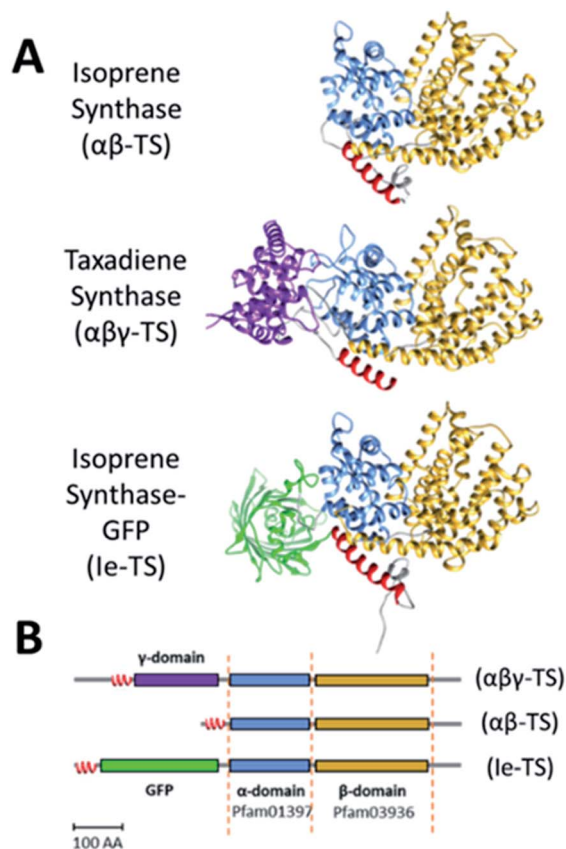 A
Isoprene
Synthase
(αβ-TS)
Taxadiene
Synthase
(αβγ-TS)
Isoprene
Synthase-
GFP
(Ie-TS)
B
γ-domain
(αβγ-TS)
(αβ-TS)
(Ie-TS)
GFP
α-domain
β-domain
Pfam01397
Pfam03936
100 AA